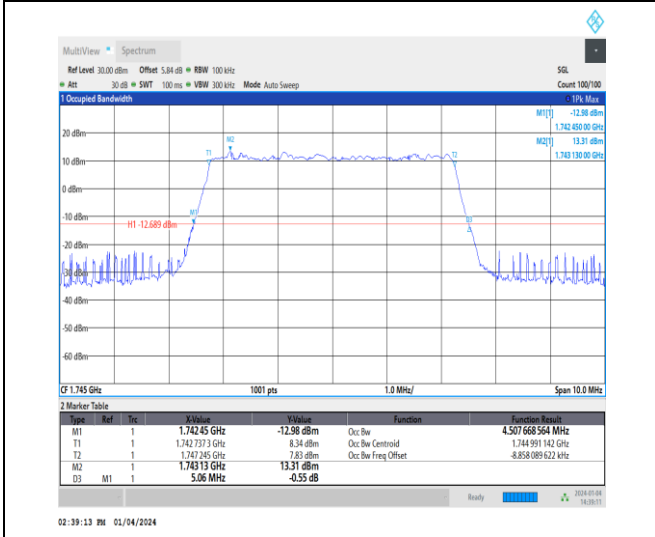 MultiView Spectrum
Ref Level 30.00 dBm Offset 5.84 dB RBW 100 kHz SGL
Att 30 dB SWT 100 ms VBW 300 kHz Mode Auto Sweep Count 100/100
1 Occupied Bandwidth 1Pk Max
M1[1] -12.98 dBm
1.742 450 00 GHz
M2[1] 13.31 dBm
1.743 130 00 GHz
20 dBm
M2
T1 T2
10 dBm
0 dBm
-10 dBm
M1
H1 -12.689 dBm
-20 dBm
-30 dBm
-40 dBm
-50 dBm
-60 dBm
CF 1.745 GHz 1001 pts 1.0 MHz/ Span 10.0 MHz
2 Marker Table
Type Ref Trc X-Value Y-Value Function Function Result
M1 1 1.74245 GHz -12.98 dBm Occ Bw 4.507 668 564 MHz
T1 1 1.742 737 3 GHz 8.34 dBm Occ Bw Centroid 1.744 991 142 GHz
T2 1 1.747 245 GHz 7.83 dBm Occ Bw Freq Offset -8.858 089 622 kHz
M2 1 1.74313 GHz 13.31 dBm
D3 M1 1 5.06 MHz -0.55 dB
Ready 2024-01-04
14:39:11
02:39:13 PM 01/04/2024